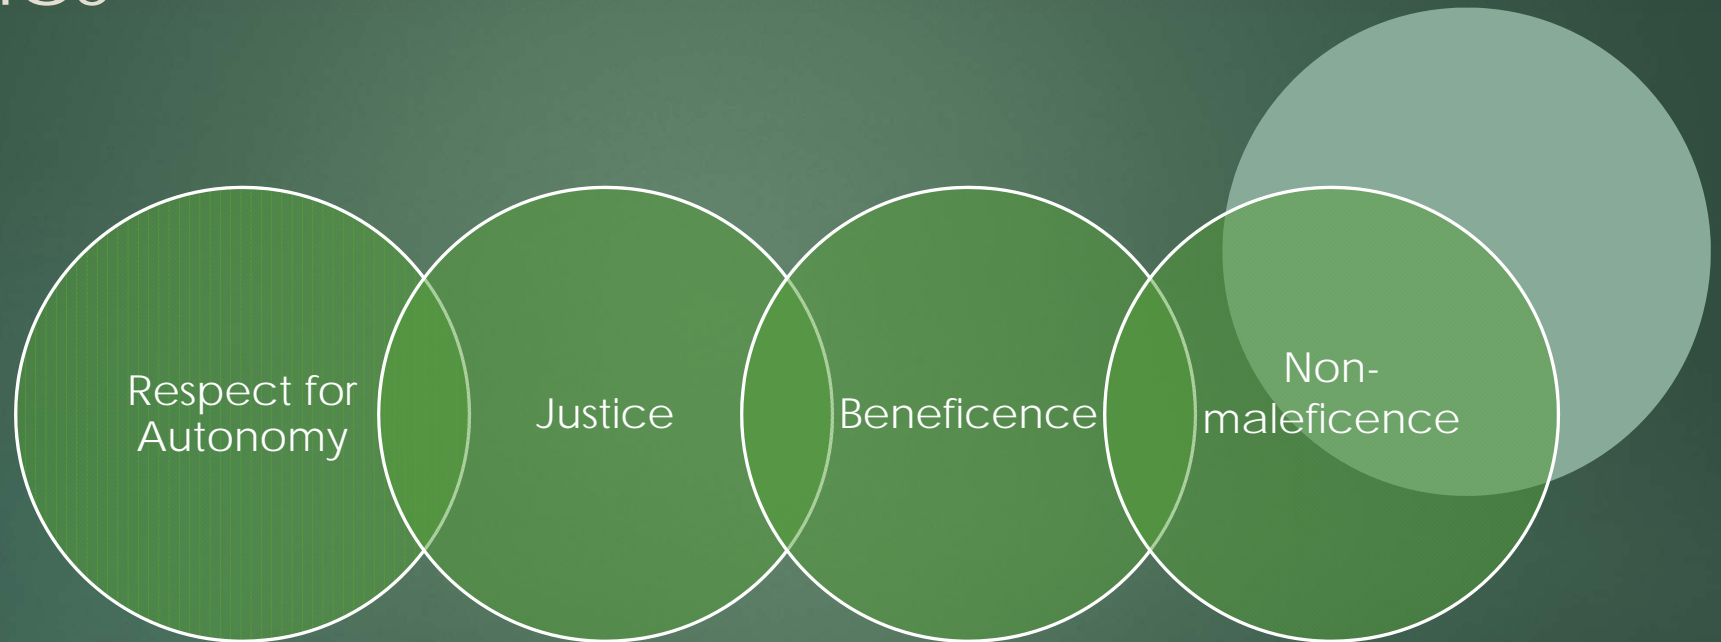 Respect for
Autonomy
Justice
Beneficence
Non-
maleficence